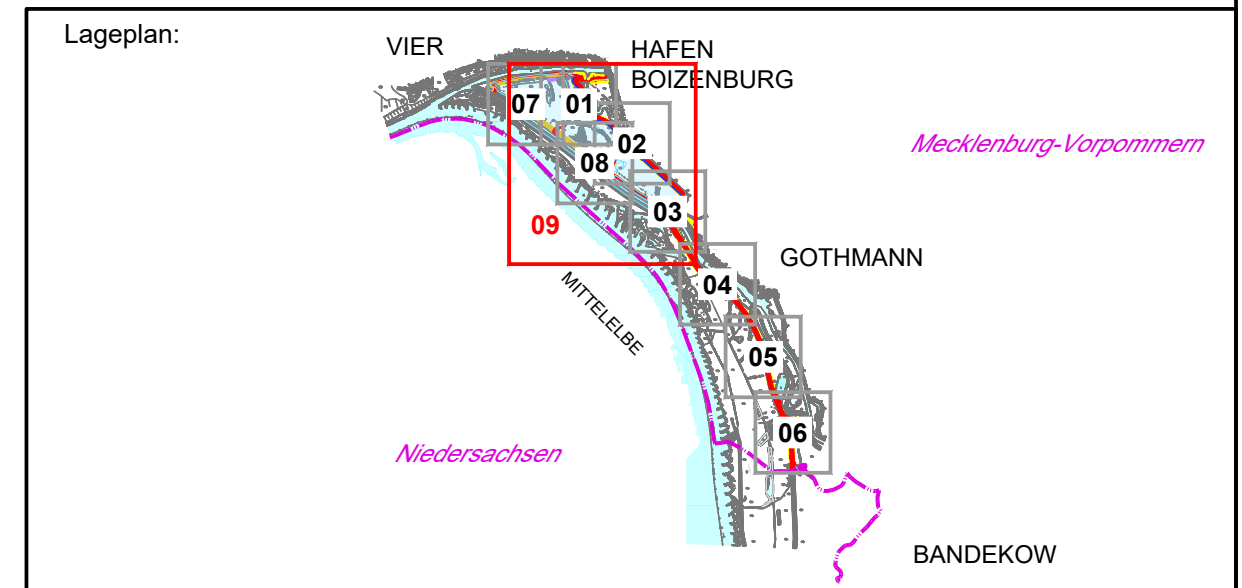 Lageplan:
VIER
HAFEN
BOIZENBURG
07
01
02
08
Mecklenburg-Vorpommern
03
09
GOTHMANN
04
MITTELELBE
05
06
Niedersachsen
BANDEKOW